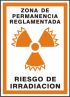 ZONA DE
PERMANENCIA
REGLAMENTADA
RIESGO DE
IRRADIACION